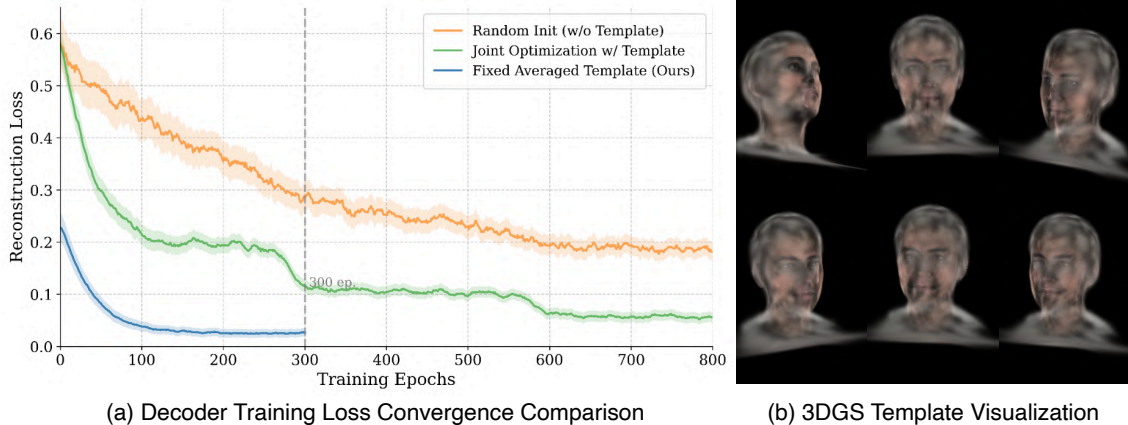 Random Init (w/o Template)
Joint Optimization w/ Template
Fixed Averaged Template (Ours)
Reconstruction Loss
0.6
0.5
0.4
0.3
0.2
0.1
0.0
300 ep.
0 100 200 300 400 500 600 700 800
Training Epochs
(a) Decoder Training Loss Convergence Comparison
(b) 3DGS Template Visualization